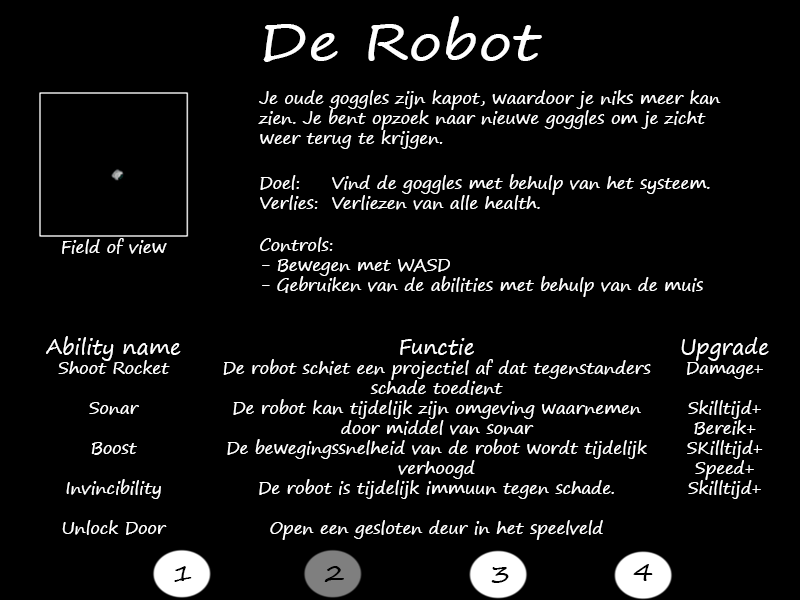 De Robot
Je oude goggles zijn kapot, waardoor je niks meer kan
zien. Je bent opzoek naar nieuwe goggles om je zicht
weer terug te krijgen.
Doel: Vind de goggles met behulp van het systeem.
Verlies: Verliezen van alle health.
Field of view
Controls:
- Bewegen met WASD
- Gebruiken van de abilities met behulp van de muis
Ability name Functie Upgrade
Shoot Rocket De robot schiet een projectiel af dat tegenstanders Damage+
schade toedient
Sonar De robot kan tijdelijk zijn omgeving waarnemen Skilltijd+
door middel van sonar Bereik+
Boost De bewegingssnelheid van de robot wordt tijdelijk SKilltijd+
verhoogd Speed+
Invincibility De robot is tijdelijk immuun tegen schade. Skilltijd+
Unlock Door Open een gesloten deur in het speelveld
1 2 3 4